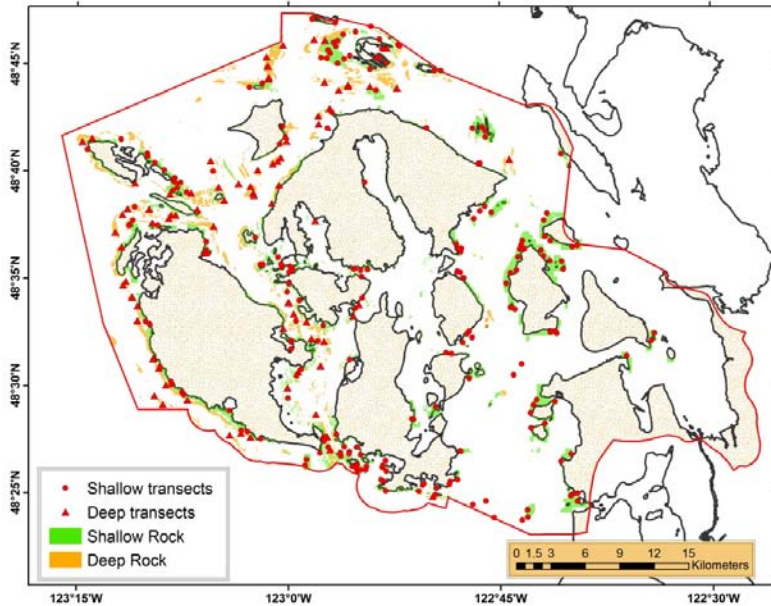 48°45'N
48°40'N
48°35'N
48°30'N
48°25'N
Shallow transects
Deep transects
Shallow Rock
Deep Rock
0 1.5 3 6 9 12 15
Kilometers
123°15'W 123°0'W 122°45'W 122°30'W